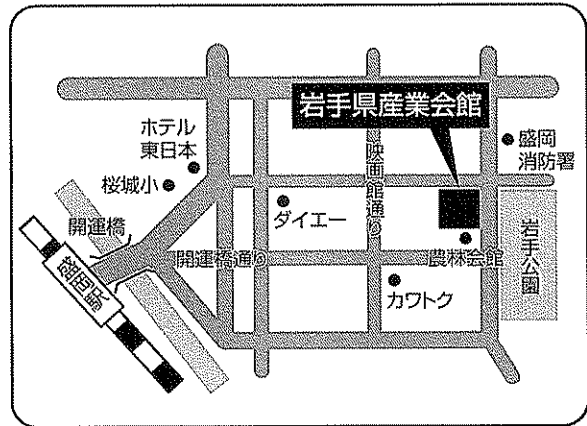 岩手県産業会館
ホテル
東日本
桜城小
映画館通り
盛岡
消防署
ダイエー
開運橋
開運橋通り
農林会館
岩手公園
盛岡駅
カワトク